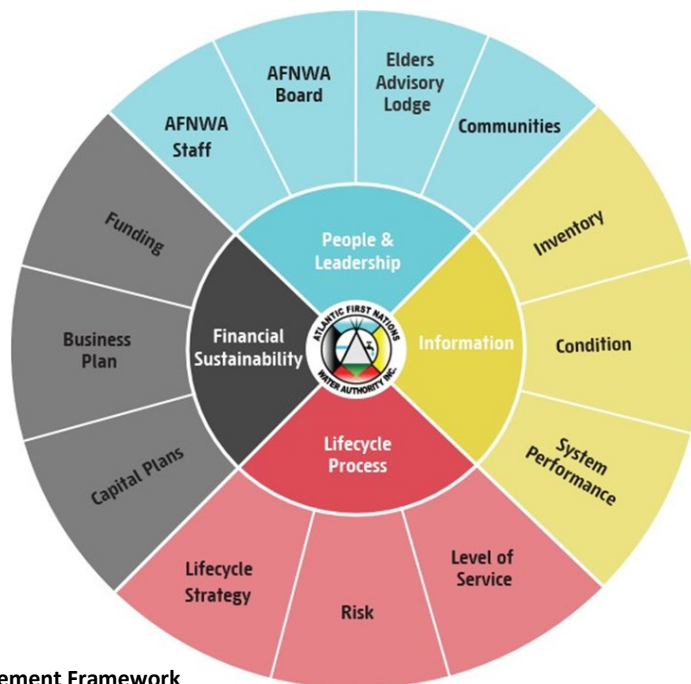 Elders
Advisory
Lodge
AFNWA
Board
AFNWA
Staff
Communities
Funding
Inventory
People &
Leadership
Business
Plan
Financial
Sustainability
ATLANTIC FIRST NATIONS
WATER AUTHORITY INC.
Information
Condition
Lifecycle
Process
Capital Plans
System
Performance
Lifecycle
Strategy
Risk
Level of
Service
ement Framework